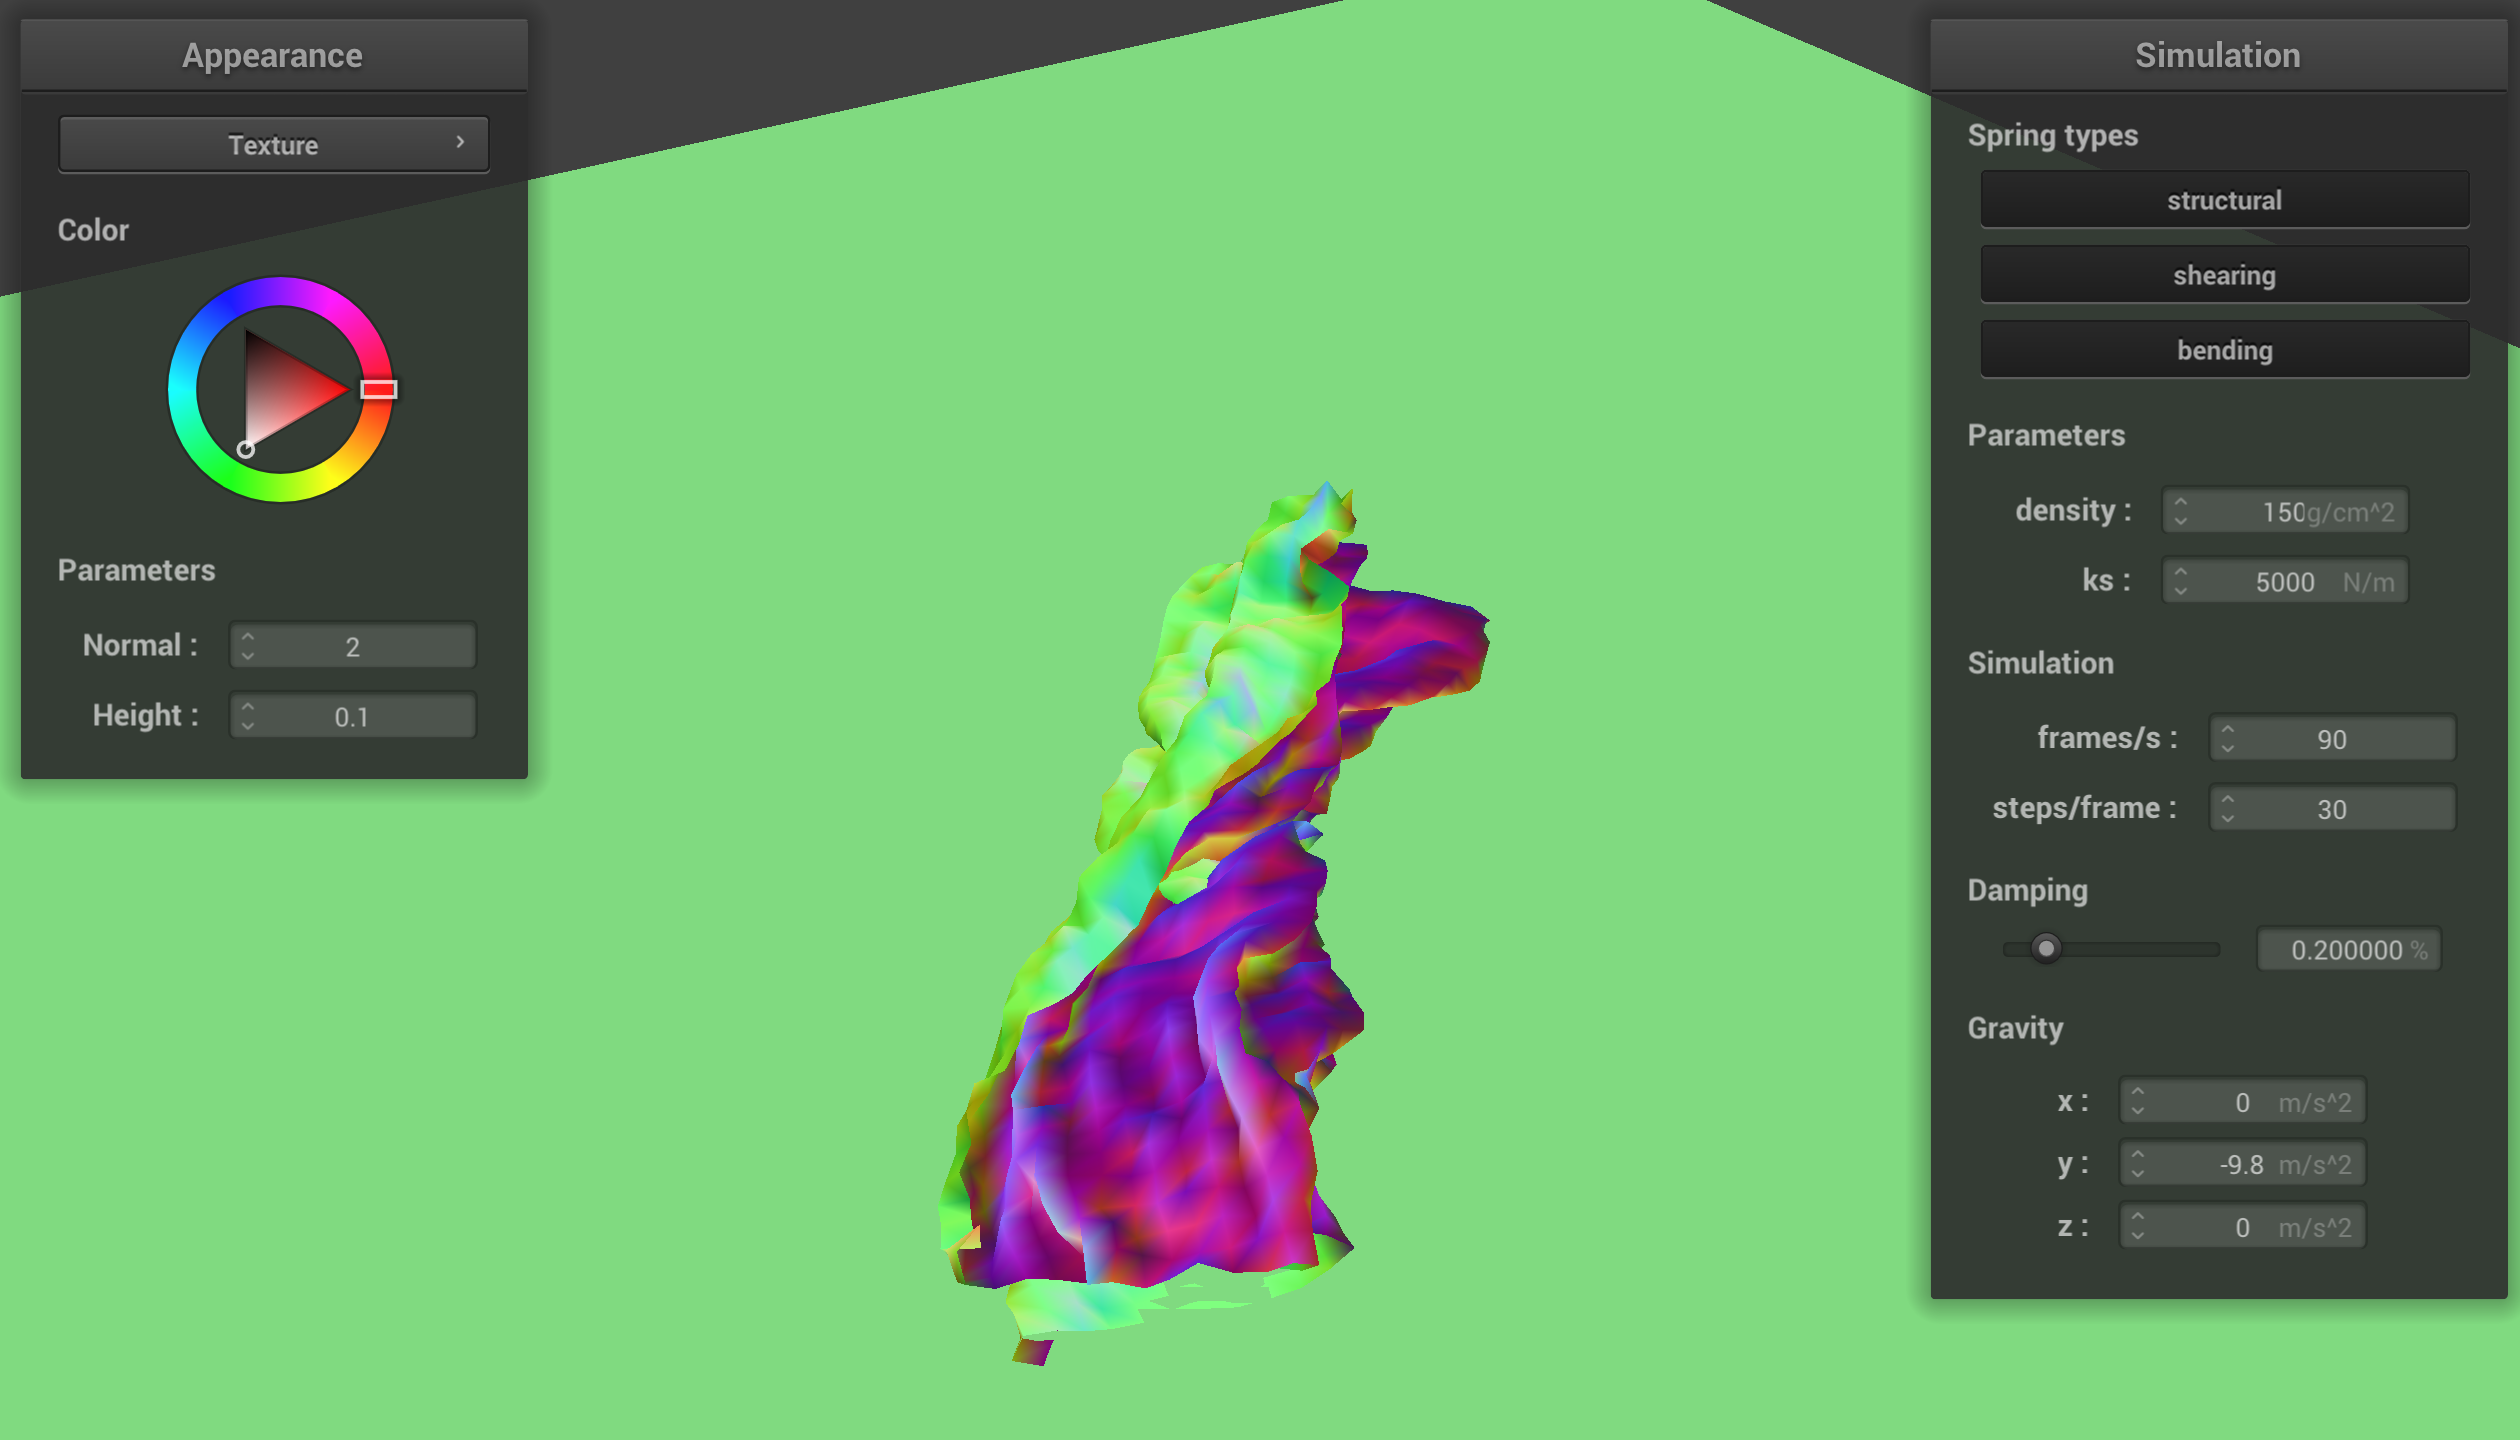 Appearance
Texture
Color
Parameters
Normal : 2
Height : 0.1
Simulation
Spring types
structural
shearing
bending
Parameters
density : 150g/cm^2
ks : 5000 N/m
Simulation
frames/s : 90
steps/frame : 30
Damping
0.200000 %
Gravity
x : 0 m/s^2
y : -9.8 m/s^2
z : 0 m/s^2